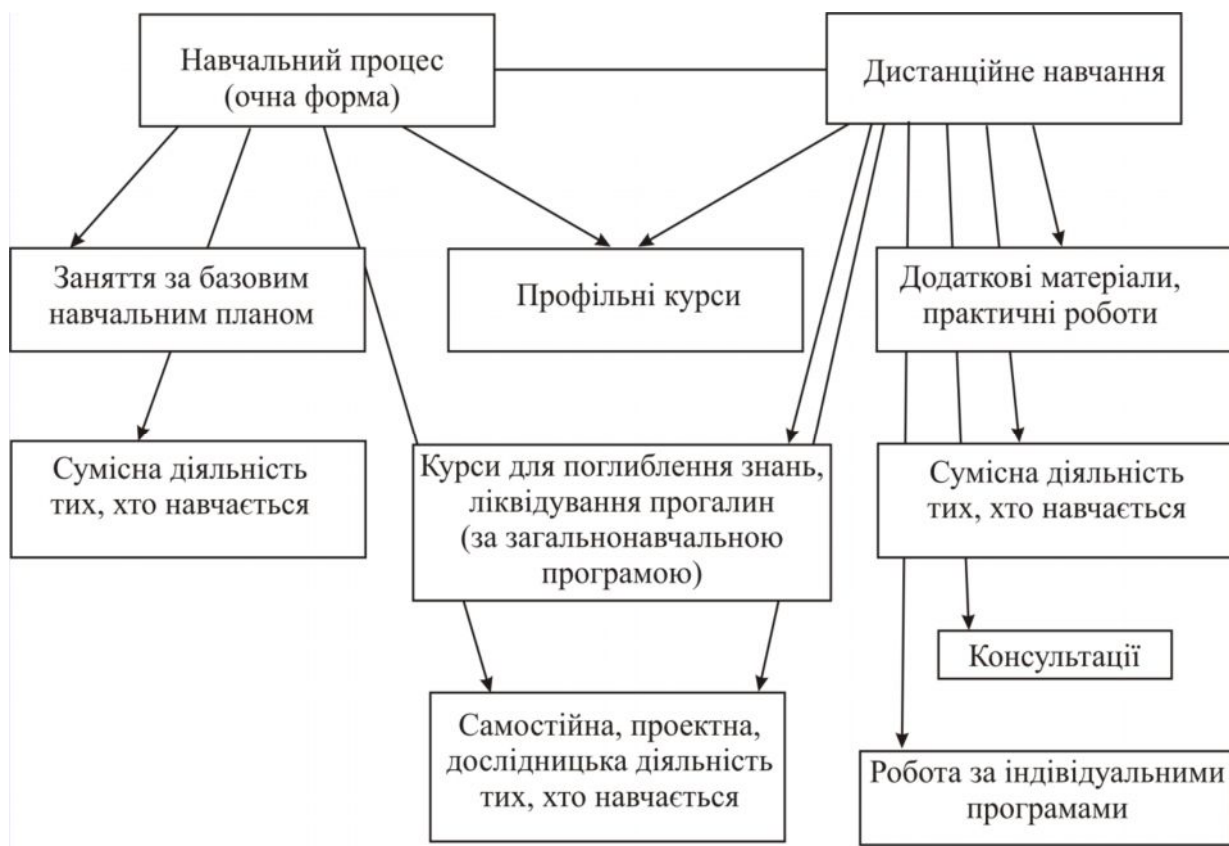 Навчальний процес
(очна форма)
Дистанційне навчання
Заняття за базовим
навчальним планом
Профільні курси
Додаткові матеріали,
практичні роботи
Сумісна діяльність
тих, хто навчається
Курси для поглиблення знань,
ліквідування прогалин
(за загальнонавчальною
програмою)
Сумісна діяльність
тих, хто навчається
Консультації
Самостійна, проектна,
дослідницька діяльність
тих, хто навчається
Робота за індивідуальними
програмами